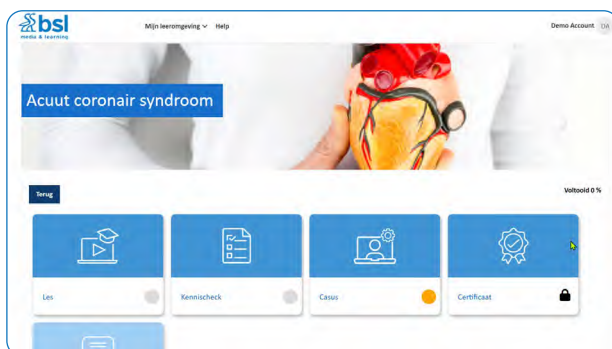 bsl
media & learning
Mijn leeromgeving Help
Demo Account DA
Acuut coronair syndroom
Terug
Voltooid 0 %
Les
Kennischeck
Casus
Certificaat